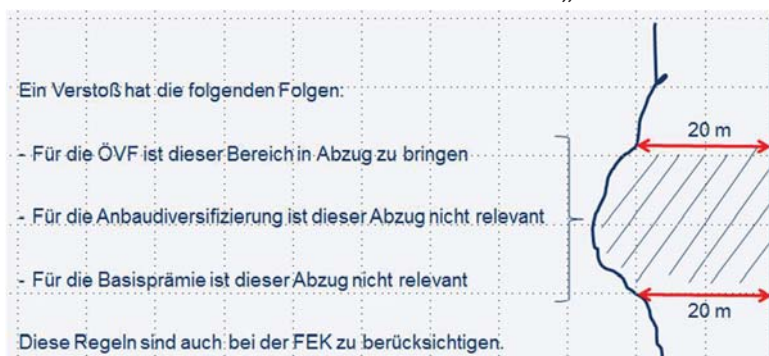 Ein Verstoß hat die folgenden Folgen:
20 m
- Für die ÖVF ist dieser Bereich in Abzug zu bringen
- Für die Anbaudiversifizierung ist dieser Abzug nicht relevant
- Für die Basisprämie ist dieser Abzug nicht relevant
20 m
Diese Regeln sind auch bei der FEK zu berücksichtigen.